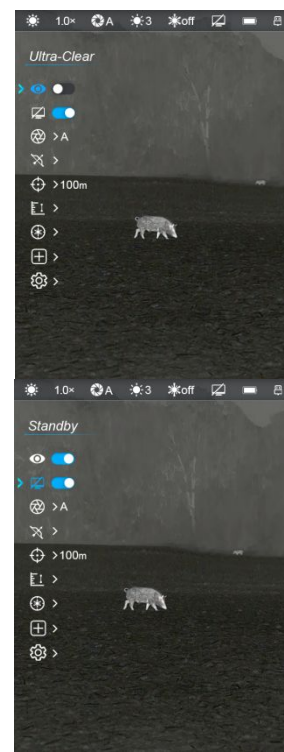 1.0× A :3 off
Ultra-Clear
>A
>
>100m
>
>
>
>
1.0× A :3 off
Standby
>A
>
>100m
>
>
>
>